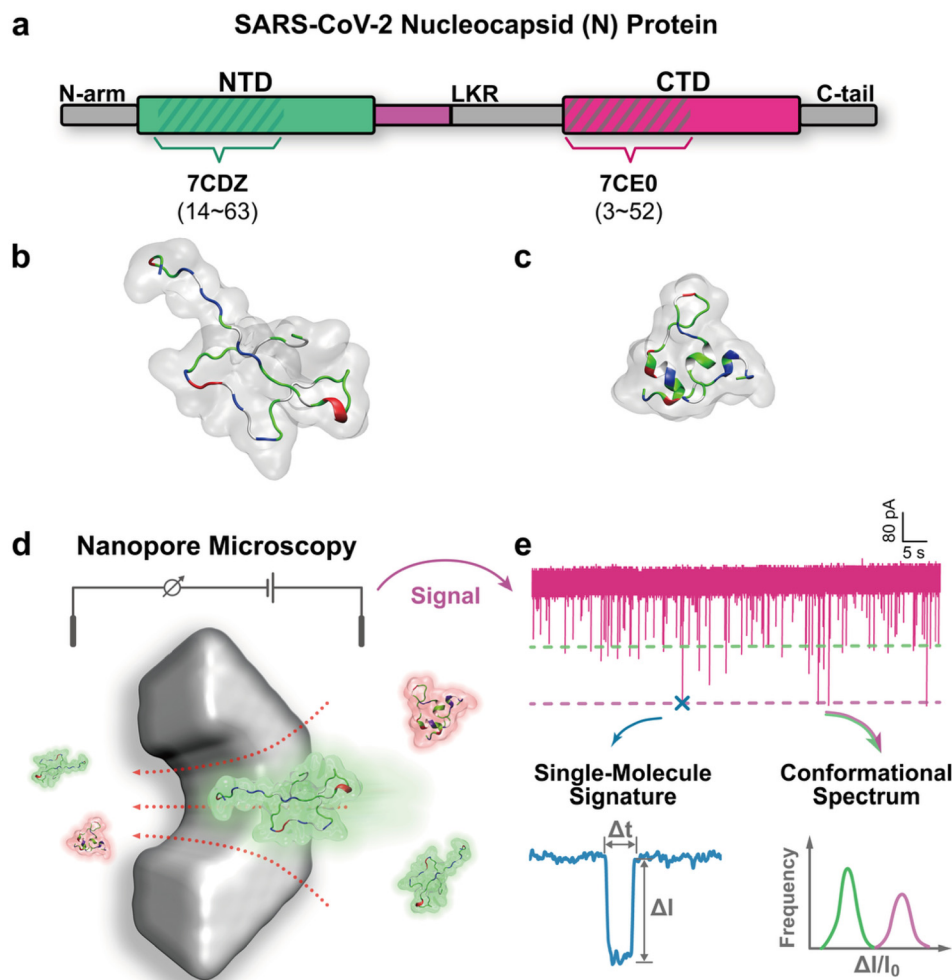 a
SARS-CoV-2 Nucleocapsid (N) Protein
N-arm
NTD
LKR
CTD
C-tail
7CDZ
(14~63)
7CE0
(3~52)
b
c
d
Nanopore Microscopy
Signal
e
80 pA
5 s
Single-Molecule
Signature
Δt
ΔI
Conformational
Spectrum
Frequency
ΔI/I₀